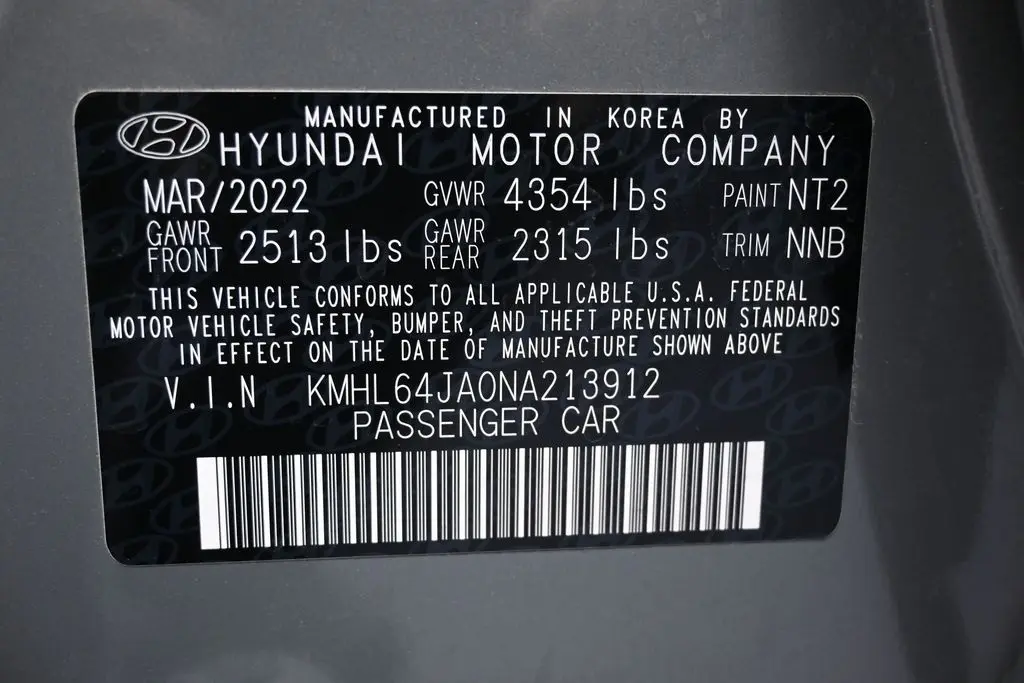 MANUFACTURED IN KOREA BY
HYUNDAI MOTOR COMPANY
MAR/2022 GVWR 4354 lbs PAINT NT2
GAWR FRONT 2513 lbs GAWR REAR 2315 lbs TRIM NNB
THIS VEHICLE CONFORMS TO ALL APPLICABLE U.S.A. FEDERAL
MOTOR VEHICLE SAFETY, BUMPER, AND THEFT PREVENTION STANDARDS
IN EFFECT ON THE DATE OF MANUFACTURE SHOWN ABOVE
V.I.N KMHL64JA0NA213912
PASSENGER CAR